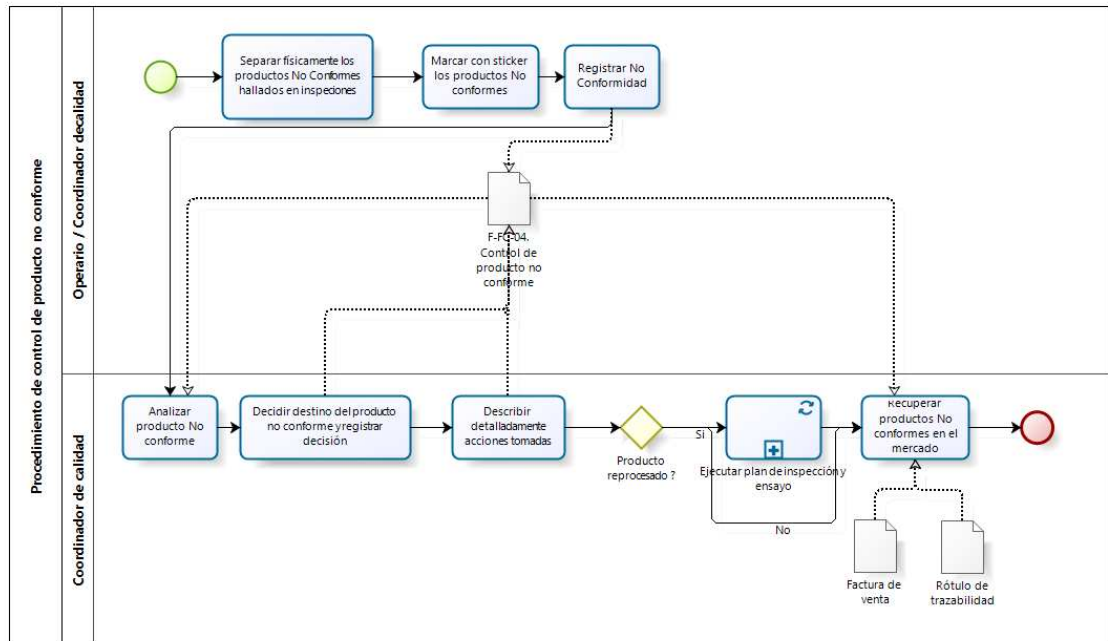 Procedimiento de control de producto no conforme
Operario / Coordinador decalidad
Separar físicamente los
productos No Conformes
hallados en inspeciones
Marcar con sticker
los productos No
conformes
Registrar No
Conformidad
F-FC-04.
Control de
producto no
conforme
Coordinador de calidad
Analizar
producto No
conforme
Decidir destino del producto
no conforme y registrar
decisión
Describir
detalladamente
acciones tomadas
Producto
reprocesado ?
Si
No
Ejecutar plan de inspección y
ensayo
Recuperar
productos No
conformes en el
mercado
Factura de
venta
Rótulo de
trazabilidad